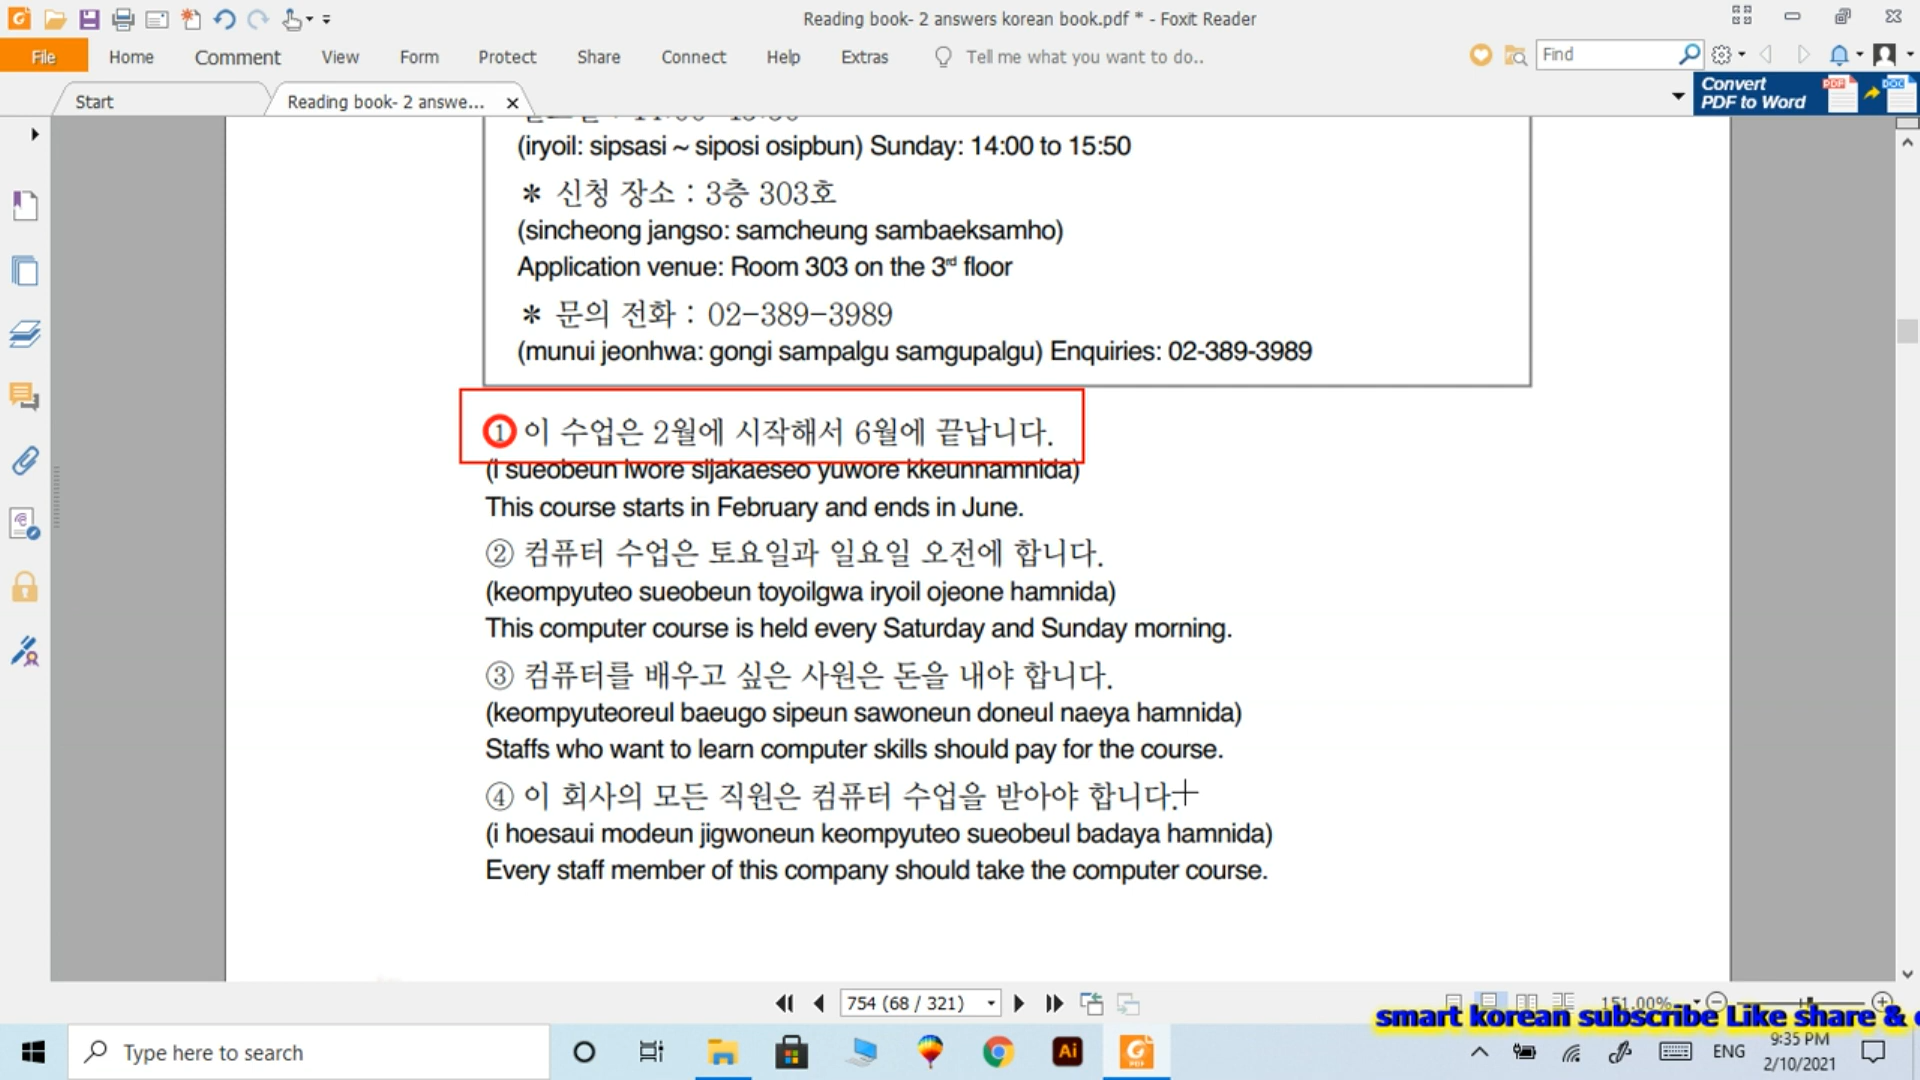 Reading book- 2 answers korean book.pdf * - Foxit Reader
File Home Comment View Form Protect Share Connect Help Extras Tell me what you want to do.. Find
Start Reading book- 2 answe... Convert PDF to Word
(iryoil: sipsasi ~ siposi osipbun) Sunday: 14:00 to 15:50
* 신청 장소 : 3층 303호
(sincheong jangso: samcheung sambaeksamho)
Application venue: Room 303 on the 3rd floor
* 문의 전화 : 02-389-3989
(munui jeonhwa: gongi sampalgu samgupalgu) Enquiries: 02-389-3989
① 이 수업은 2월에 시작해서 6월에 끝납니다.
(i sueobeun iwore sijakaeseo yuwore kkeunnamnida)
This course starts in February and ends in June.
② 컴퓨터 수업은 토요일과 일요일 오전에 합니다.
(keompyuteo sueobeun toyoilgwa iryoil ojeone hamnida)
This computer course is held every Saturday and Sunday morning.
③ 컴퓨터를 배우고 싶은 사원은 돈을 내야 합니다.
(keompyuteoreul baeugo sipeun sawoneun doneul naeya hamnida)
Staffs who want to learn computer skills should pay for the course.
④ 이 회사의 모든 직원은 컴퓨터 수업을 받아야 합니다.
(i hoesaui modeun jigwoneun keompyuteo sueobeul badaya hamnida)
Every staff member of this company should take the computer course.
754 (68 / 321) 151.00%
smart korean subscribe Like share &
Type here to search Ai ENG 9:35 PM
2/10/2021